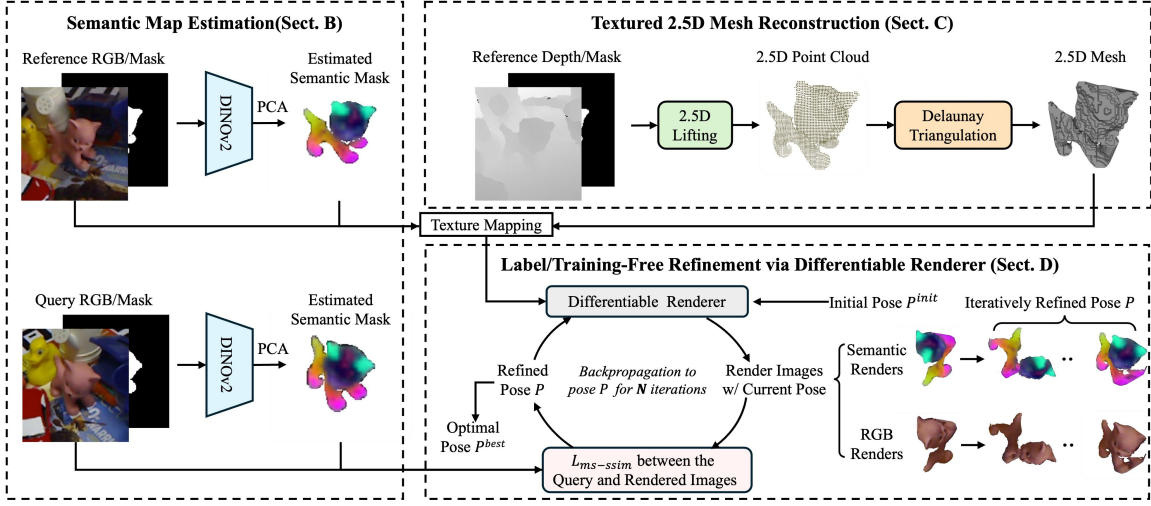 Semantic Map Estimation(Sect. B)
Reference RGB/Mask
Estimated
Semantic Mask
DINOv2
PCA
Textured 2.5D Mesh Reconstruction (Sect. C)
Reference Depth/Mask
2.5D Point Cloud
2.5D Mesh
2.5D
Lifting
Delaunay
Triangulation
Texture Mapping
Query RGB/Mask
Estimated
Semantic Mask
DINOv2
PCA
Label/Training-Free Refinement via Differentiable Renderer (Sect. D)
Differentiable Renderer
Initial Pose P^init
Iteratively Refined Pose P
Refined
Pose P
Backpropagation to
pose P for N iterations
Render Images
w/ Current Pose
Semantic
Renders
..
Optimal
Pose P^best
RGB
Renders
..
L_ms−ssim between the
Query and Rendered Images